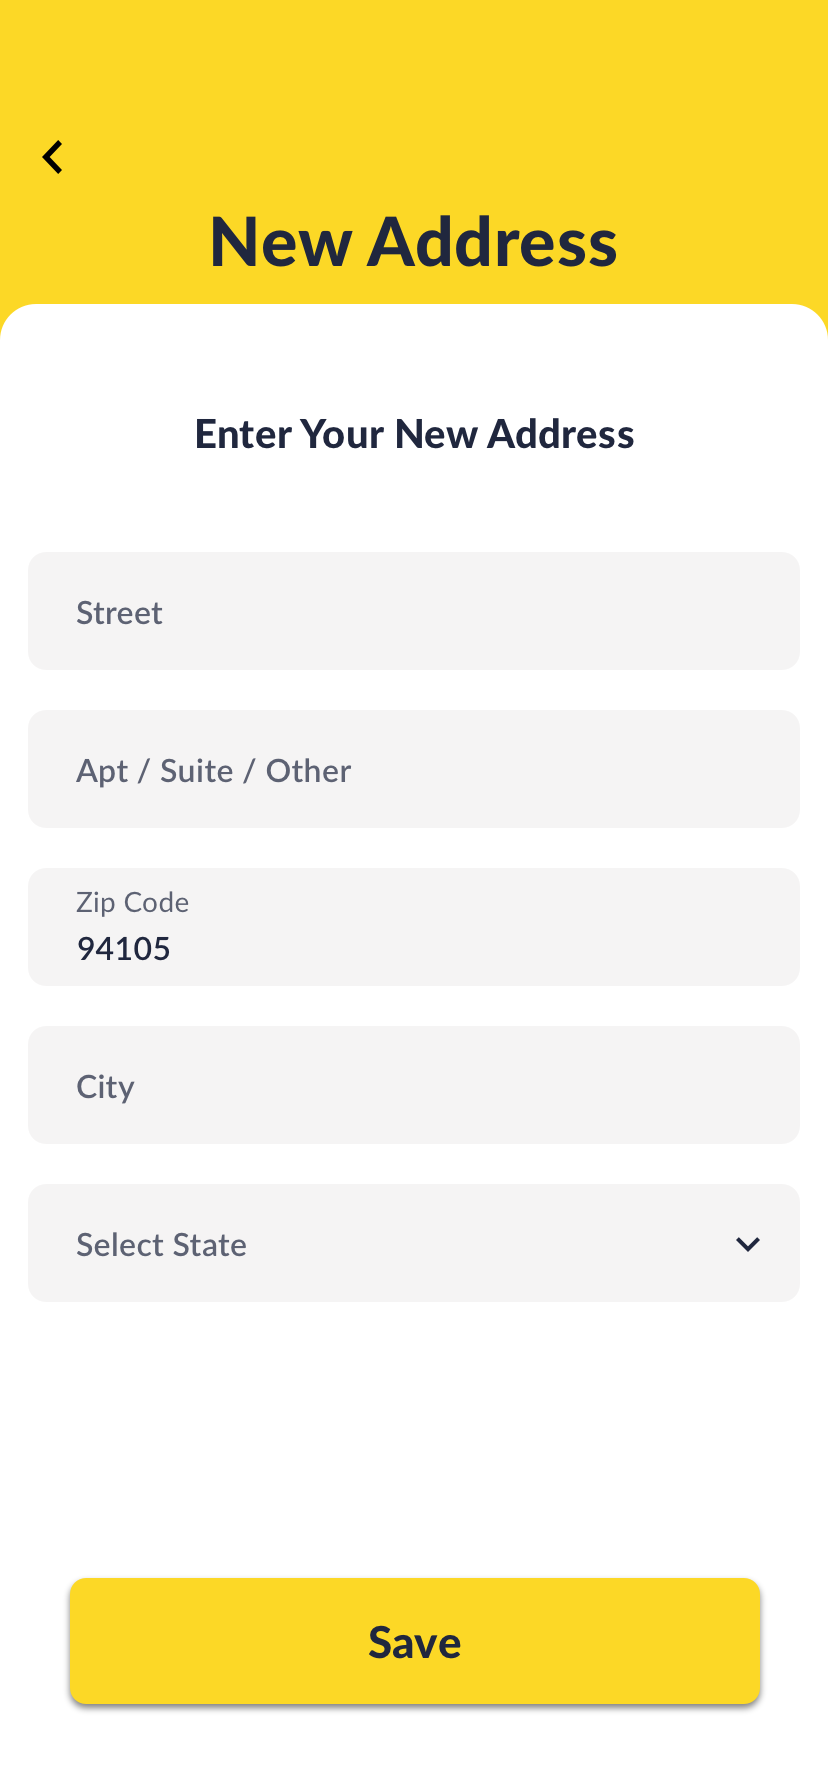 New Address
Enter Your New Address
Street
Apt / Suite / Other
Zip Code
94105
City
Select State
Save